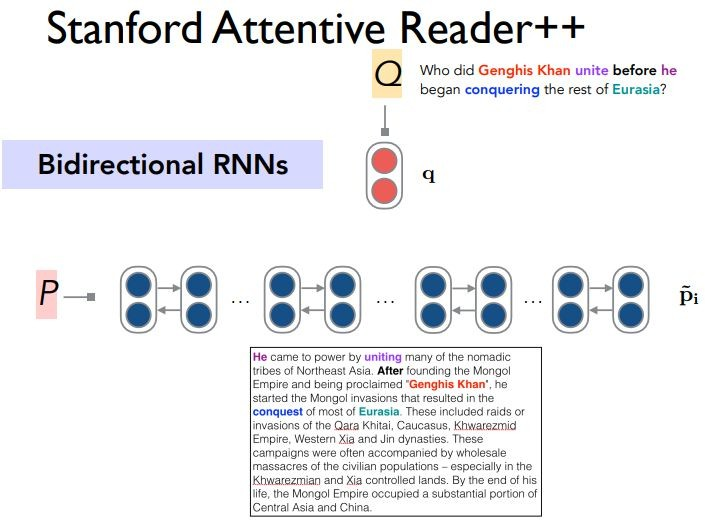 Stanford Attentive Reader++
Q
Who did Genghis Khan unite before he
began conquering the rest of Eurasia?
Bidirectional RNNs
q
P
... ... ...
p̃i
He came to power by uniting many of the nomadic
tribes of Northeast Asia. After founding the Mongol
Empire and being proclaimed "Genghis Khan", he
started the Mongol invasions that resulted in the
conquest of most of Eurasia. These included raids or
invasions of the Qara Khitai, Caucasus, Khwarezmid
Empire, Western Xia and Jin dynasties. These
campaigns were often accompanied by wholesale
massacres of the civilian populations – especially in the
Khwarezmian and Xia controlled lands. By the end of his
life, the Mongol Empire occupied a substantial portion of
Central Asia and China.